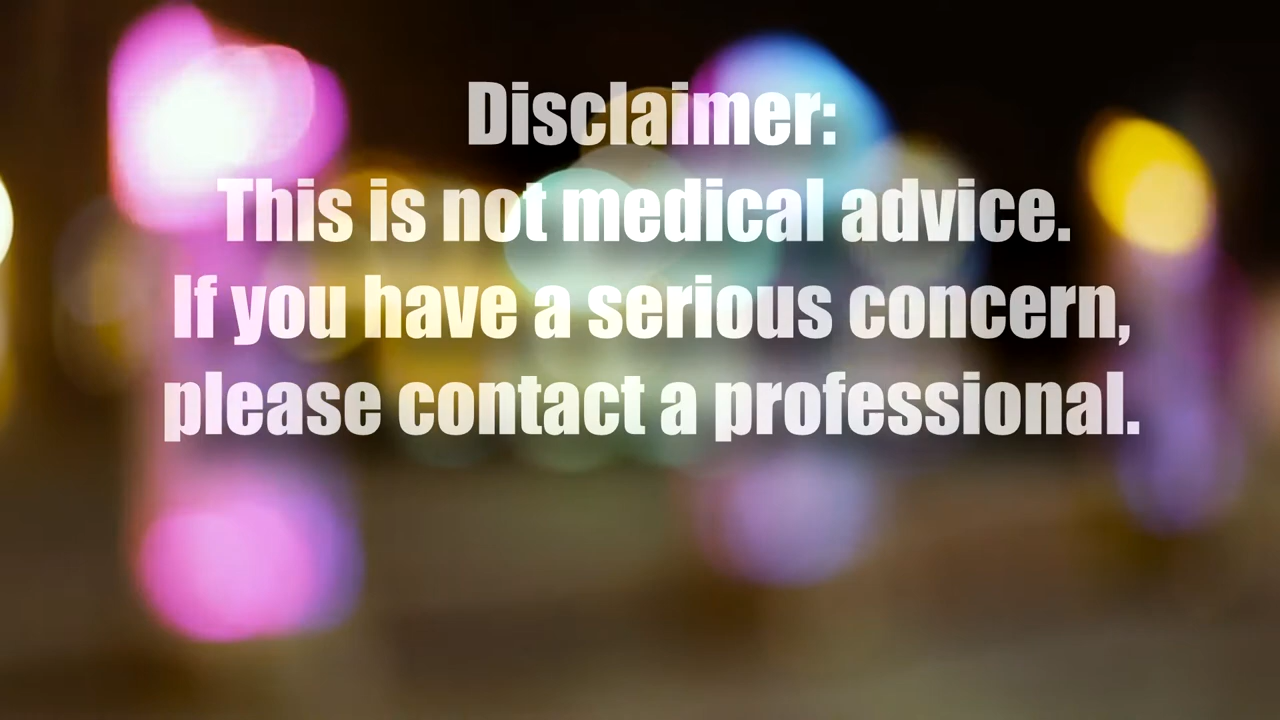 Disclaimer:
This is not medical advice.
If you have a serious concern,
please contact a professional.